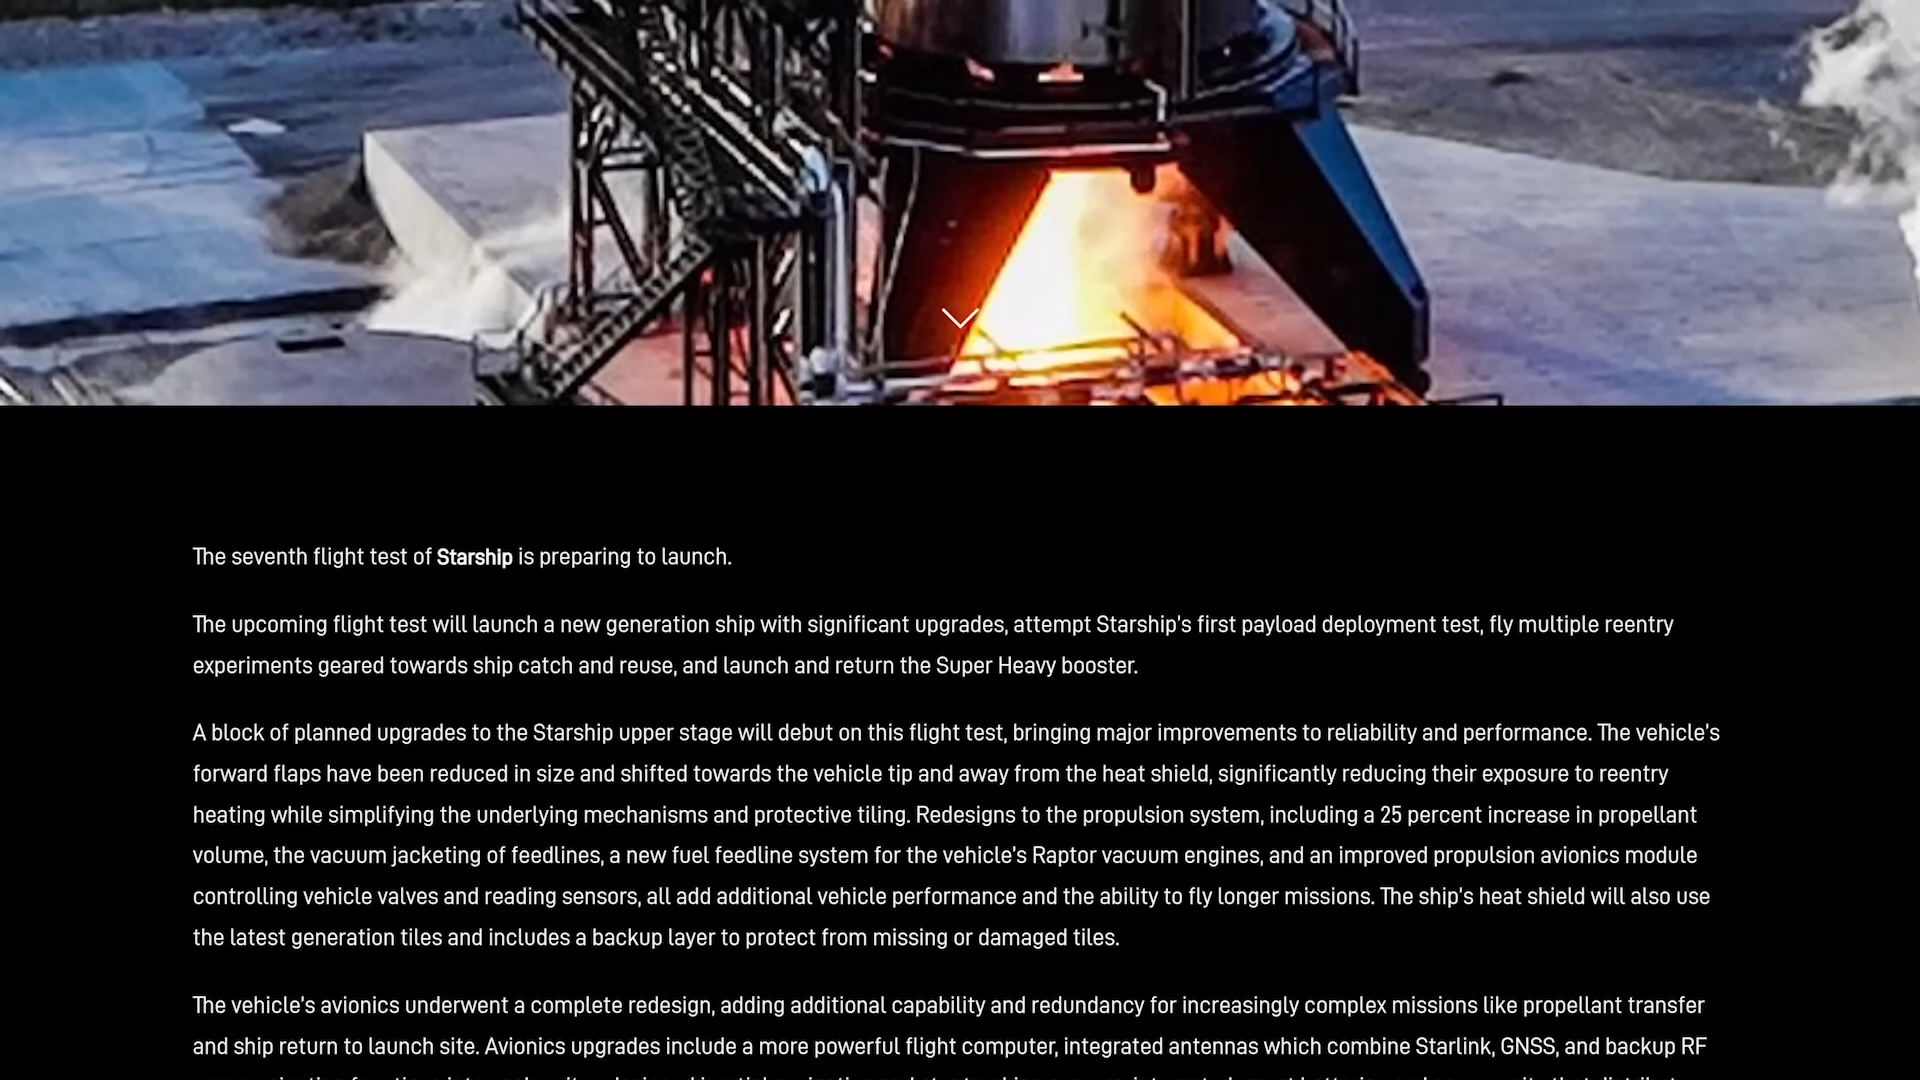 The seventh flight test of Starship is preparing to launch.
The upcoming flight test will launch a new generation ship with significant upgrades, attempt Starship's first payload deployment test, fly multiple reentry
experiments geared towards ship catch and reuse, and launch and return the Super Heavy booster.
A block of planned upgrades to the Starship upper stage will debut on this flight test, bringing major improvements to reliability and performance. The vehicle's
forward flaps have been reduced in size and shifted towards the vehicle tip and away from the heat shield, significantly reducing their exposure to reentry
heating while simplifying the underlying mechanisms and protective tiling. Redesigns to the propulsion system, including a 25 percent increase in propellant
volume, the vacuum jacketing of feedlines, a new fuel feedline system for the vehicle's Raptor vacuum engines, and an improved propulsion avionics module
controlling vehicle valves and reading sensors, all add additional vehicle performance and the ability to fly longer missions. The ship's heat shield will also use
the latest generation tiles and includes a backup layer to protect from missing or damaged tiles.
The vehicle's avionics underwent a complete redesign, adding additional capability and redundancy for increasingly complex missions like propellant transfer
and ship return to launch site. Avionics upgrades include a more powerful flight computer, integrated antennas which combine Starlink, GNSS, and backup RF